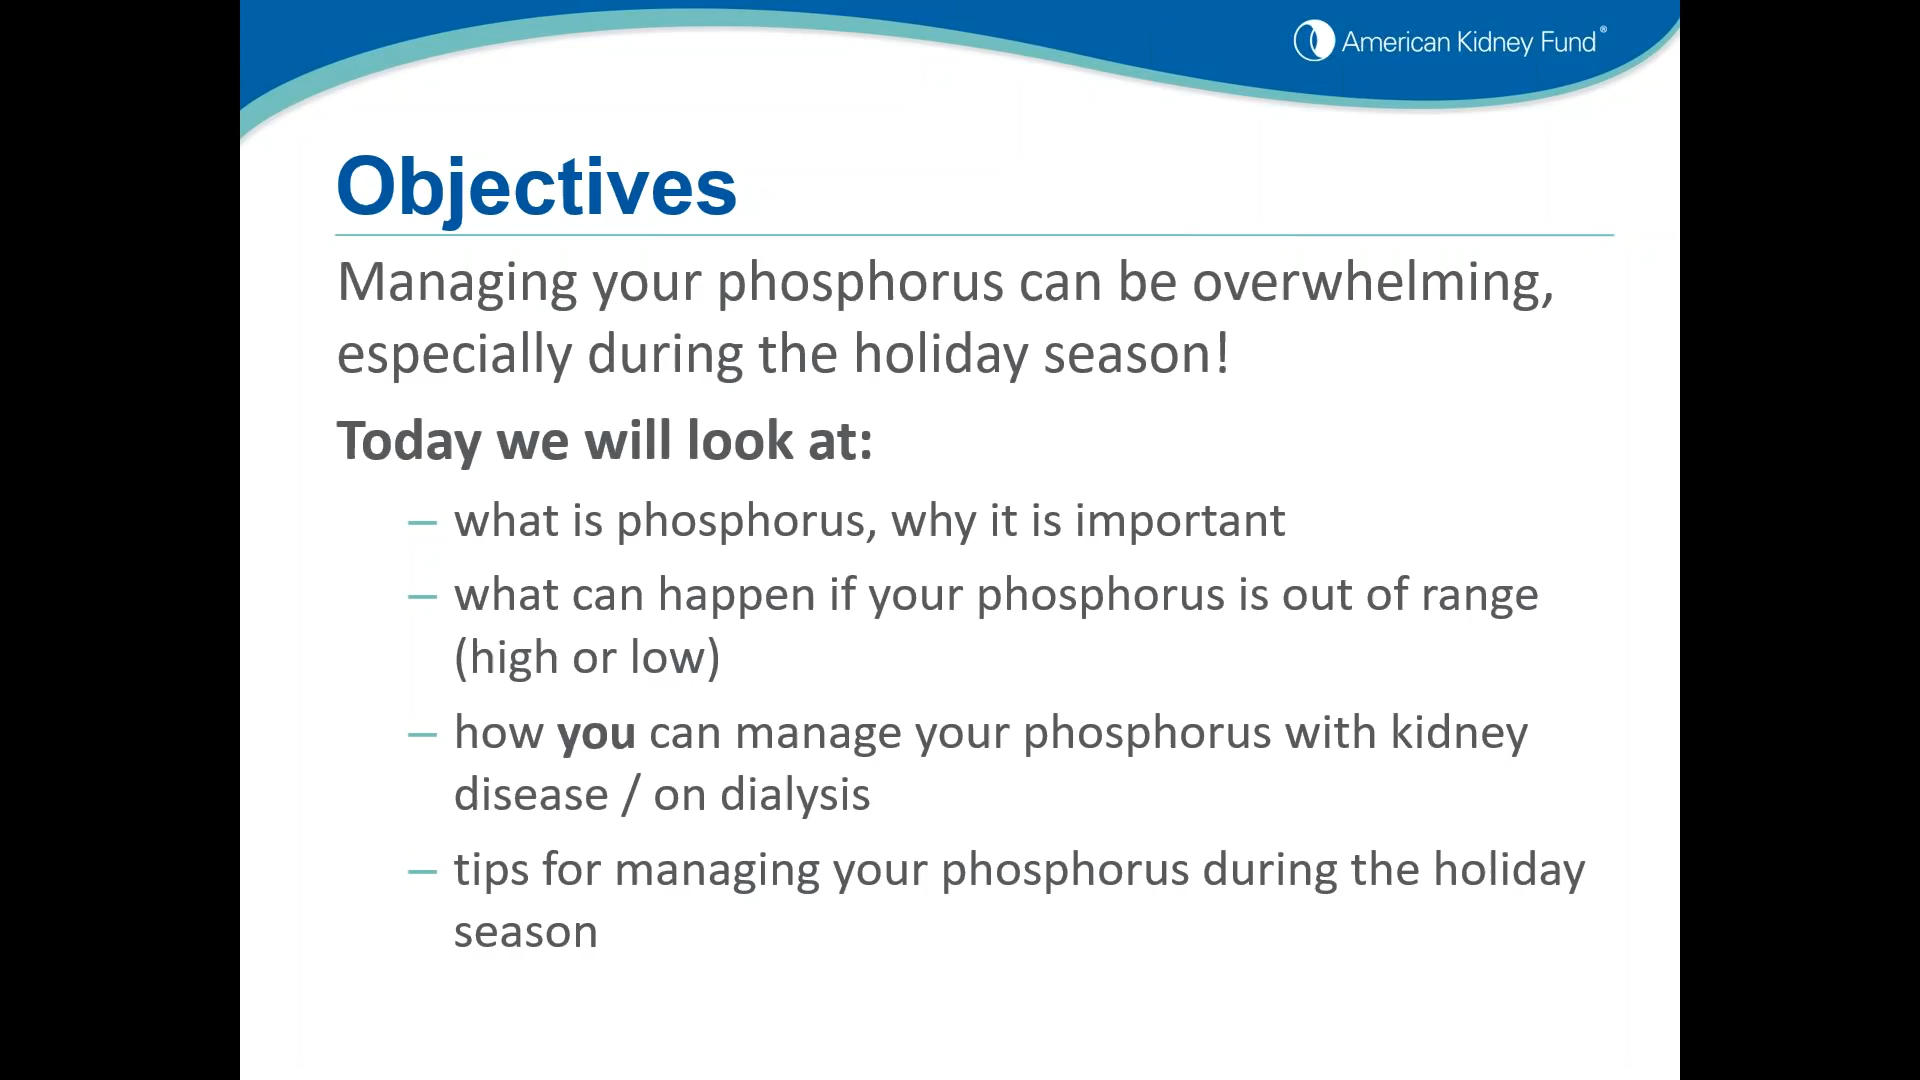 American Kidney Fund®
Objectives
Managing your phosphorus can be overwhelming,
especially during the holiday season!
Today we will look at:
– what is phosphorus, why it is important
– what can happen if your phosphorus is out of range
(high or low)
– how you can manage your phosphorus with kidney
disease / on dialysis
– tips for managing your phosphorus during the holiday
season